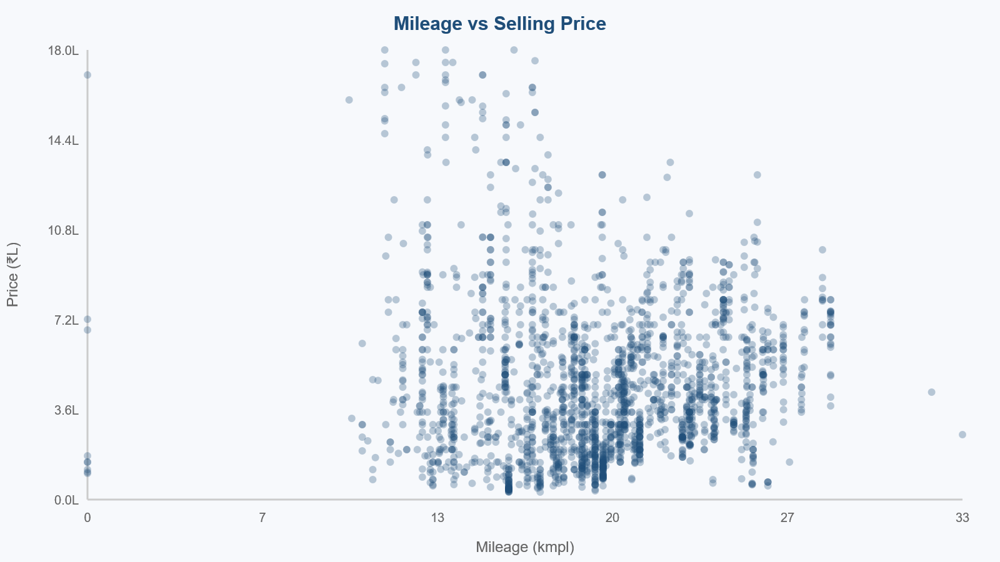 Mileage vs Selling Price
18.0L
14.4L
10.8L
7.2L
3.6L
0.0L
Price (₹L)
0 7 13 20 27 33
Mileage (kmpl)